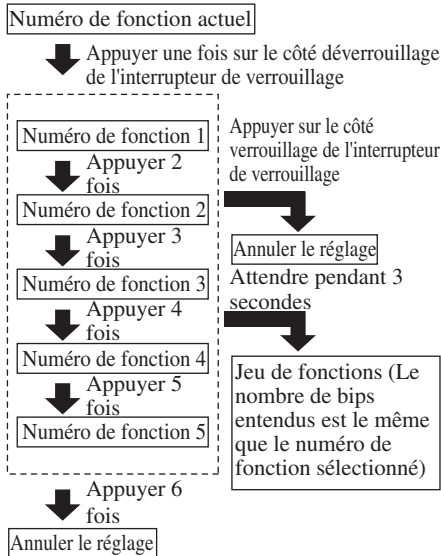 Numéro de fonction actuel
Appuyer une fois sur le côté déverrouillage
de l'interrupteur de verrouillage
Numéro de fonction 1
Appuyer 2
fois
Numéro de fonction 2
Appuyer 3
fois
Numéro de fonction 3
Appuyer 4
fois
Numéro de fonction 4
Appuyer 5
fois
Numéro de fonction 5
Appuyer 6
fois
Annuler le réglage
Appuyer sur le côté
verrouillage de l'interrupteur
de verrouillage
Annuler le réglage
Attendre pendant 3
secondes
Jeu de fonctions (Le
nombre de bips
entendus est le même
que le numéro de
fonction sélectionné)